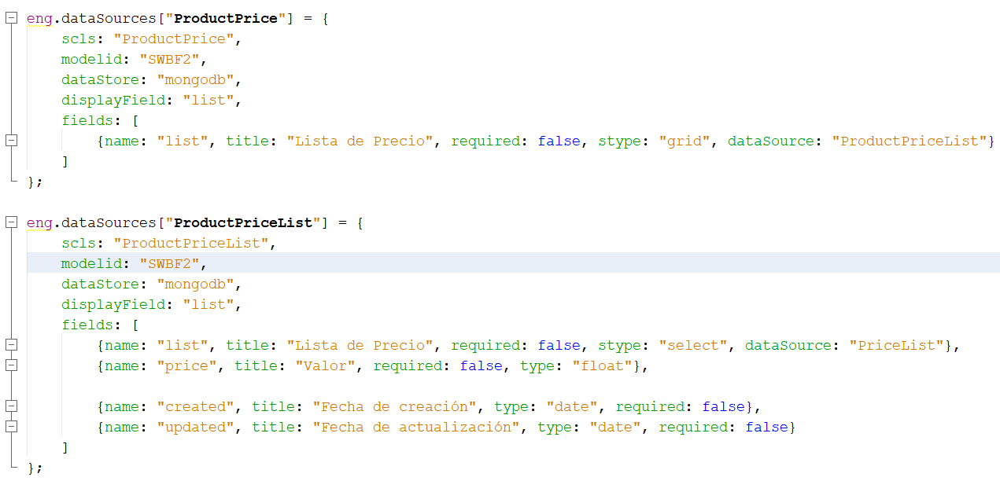 eng.dataSources["ProductPrice"] = {
    scls: "ProductPrice",
    modelid: "SWBF2",
    dataStore: "mongodb",
    displayField: "list",
    fields: [
        {name: "list", title: "Lista de Precio", required: false, stype: "grid", dataSource: "ProductPriceList"}
    ]
};

eng.dataSources["ProductPriceList"] = {
    scls: "ProductPriceList",
    modelid: "SWBF2",
    dataStore: "mongodb",
    displayField: "list",
    fields: [
        {name: "list", title: "Lista de Precio", required: false, stype: "select", dataSource: "PriceList"},
        {name: "price", title: "Valor", required: false, type: "float"},

        {name: "created", title: "Fecha de creación", type: "date", required: false},
        {name: "updated", title: "Fecha de actualización", type: "date", required: false}
    ]
};